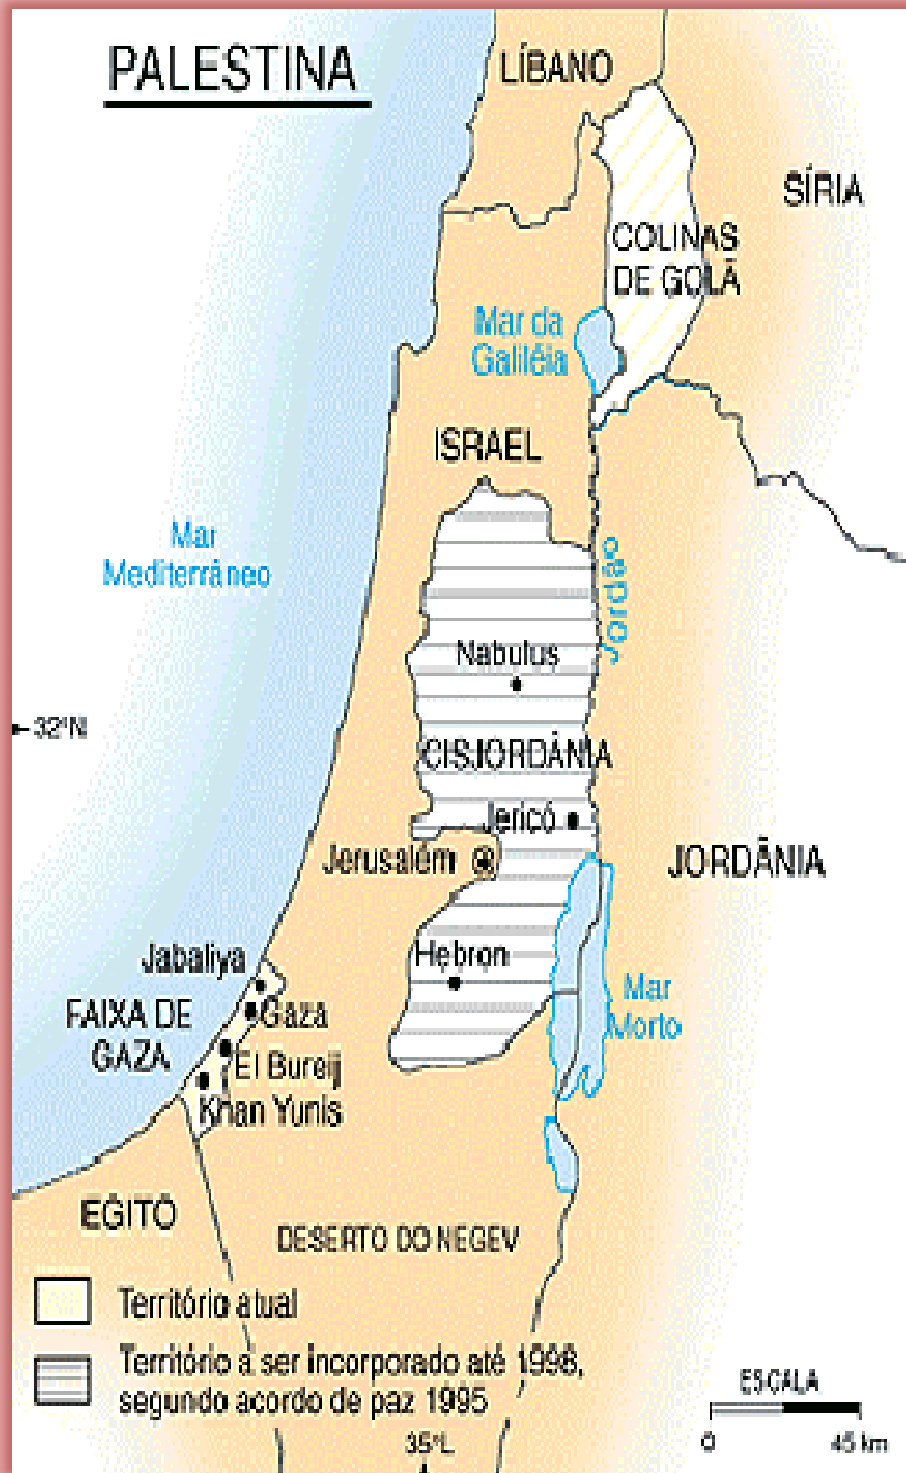 PALESTINA
LÍBANO
SÍRIA
COLINAS
DE GOLÃ
Mar da
Galiléia
ISRAEL
Mar
Mediterrâneo
Jordão
Nabulus
32°N
CISJORDÂNIA
Jericó
Jerusalém
JORDÂNIA
Hebron
Jabaliya
Mar
Morto
FAIXA DE
GAZA
Gaza
El Bureij
Khan Yunis
EGITO
DESERTO DO NEGEV
Território atual
Território a ser incorporado até 1998,
segundo acordo de paz 1995
ESCALA
0 45 km
35°L